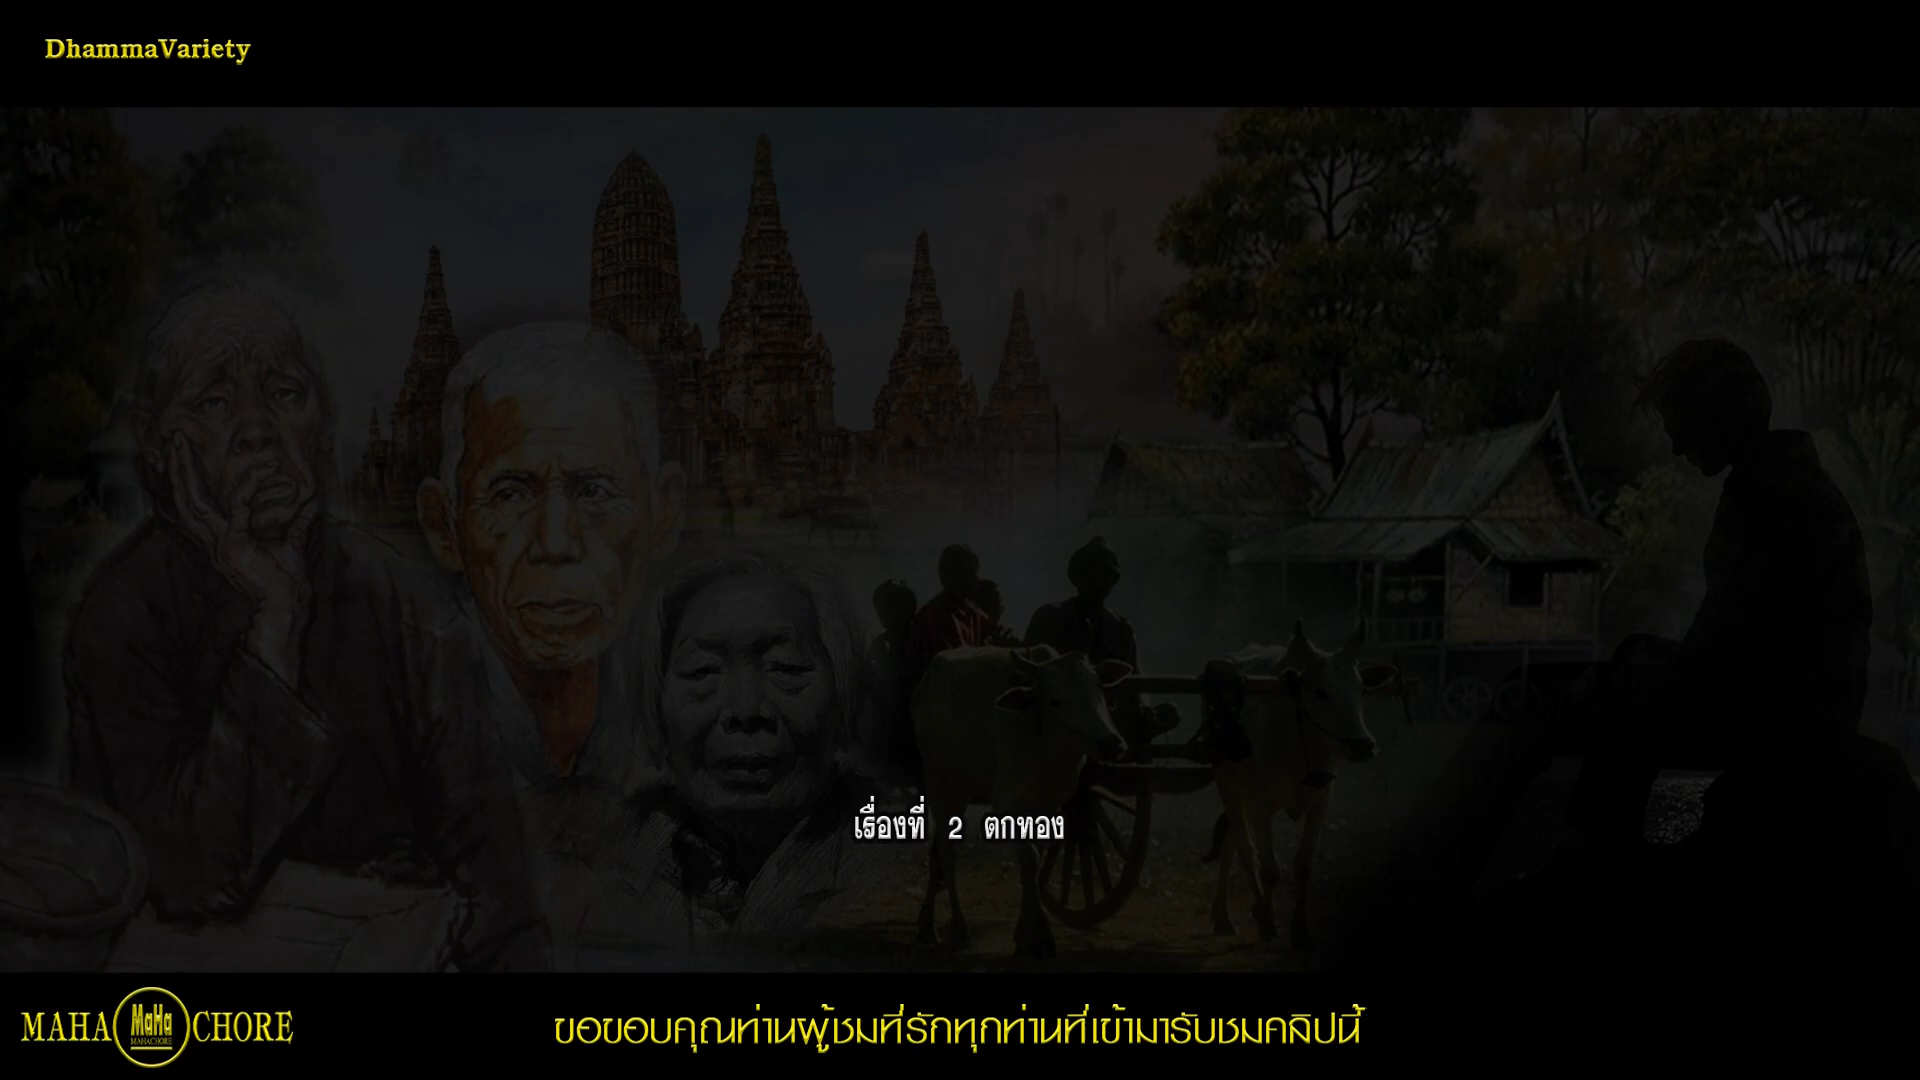 DhammaVariety
เรื่องที่ 2 ตกทอง
MAHA MaHa MAHACHORE CHORE
ขอขอบคุณท่านผู้ชมที่รักทุกท่านที่เข้ามารับชมคลิปนี้